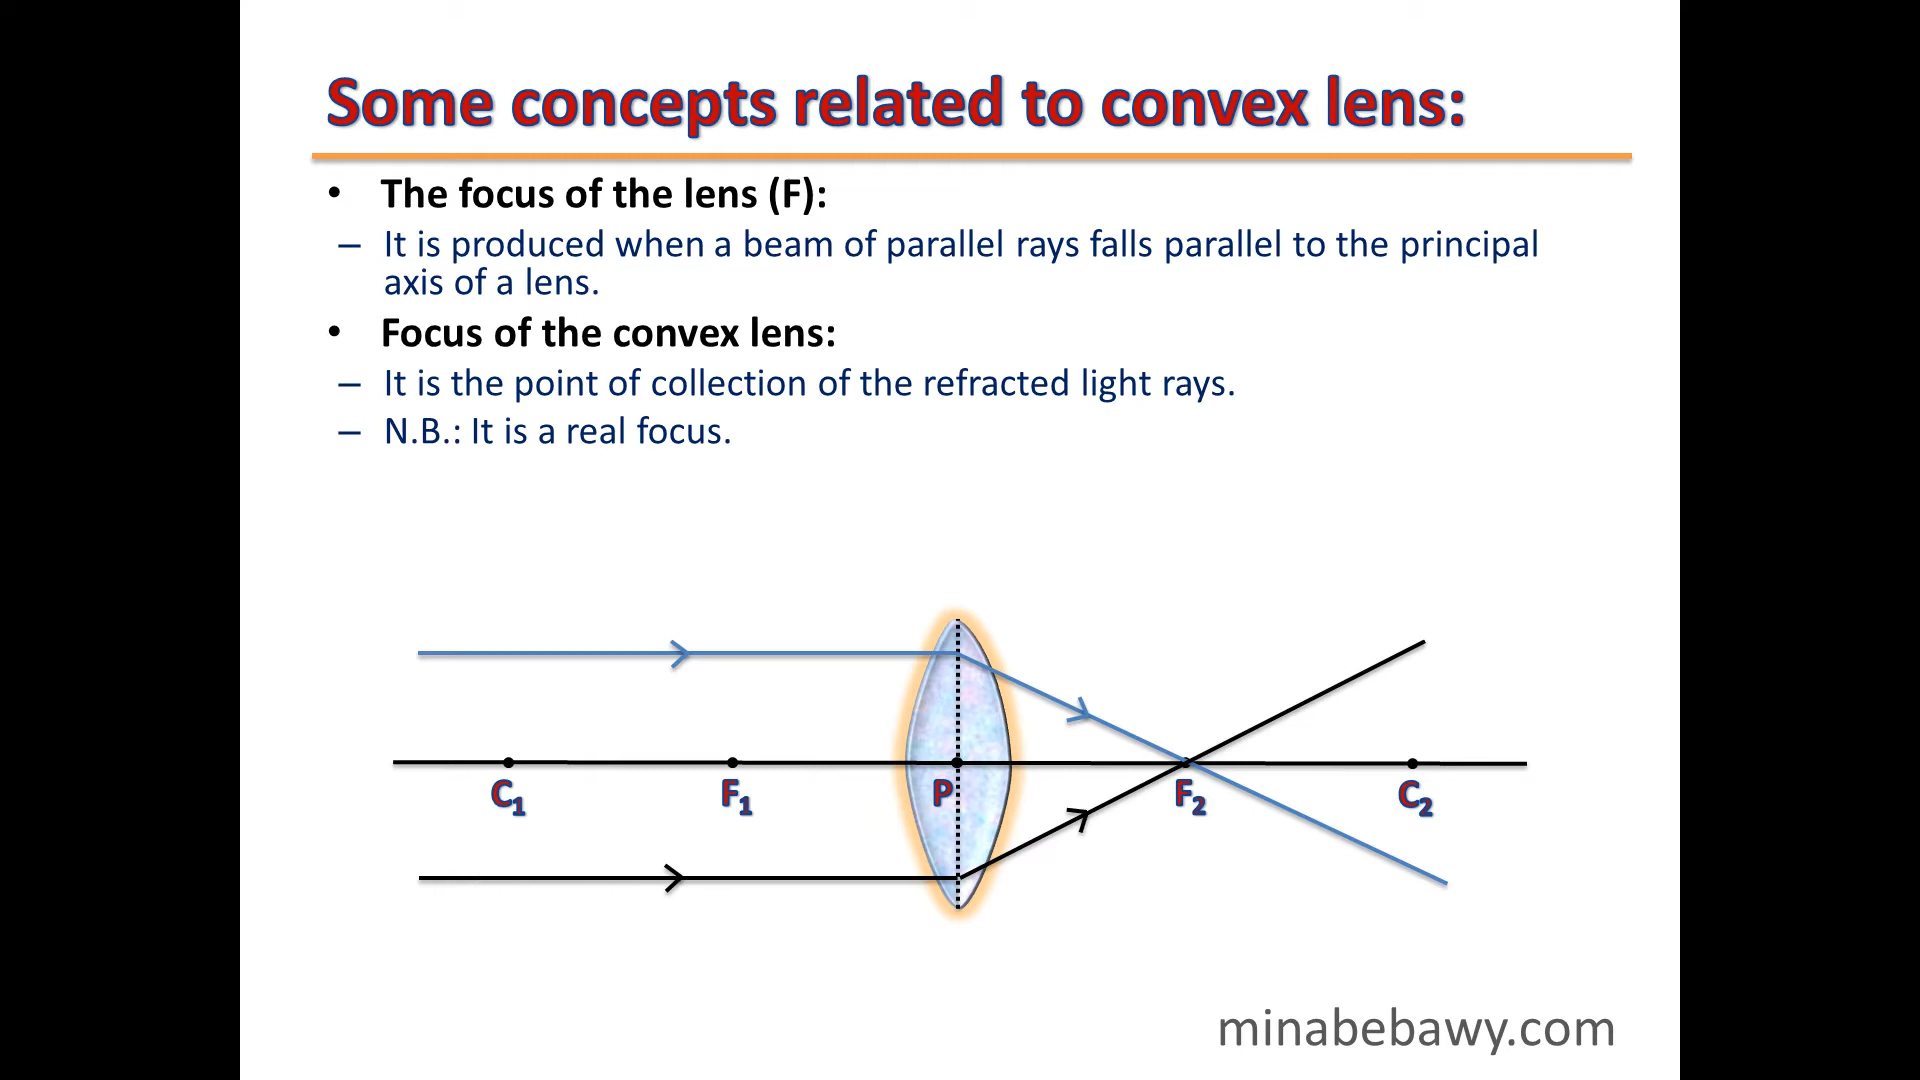 Some concepts related to convex lens:
• The focus of the lens (F):
– It is produced when a beam of parallel rays falls parallel to the principal
axis of a lens.
• Focus of the convex lens:
– It is the point of collection of the refracted light rays.
– N.B.: It is a real focus.
C₁ F₁ P F₂ C₂
minabebawy.com